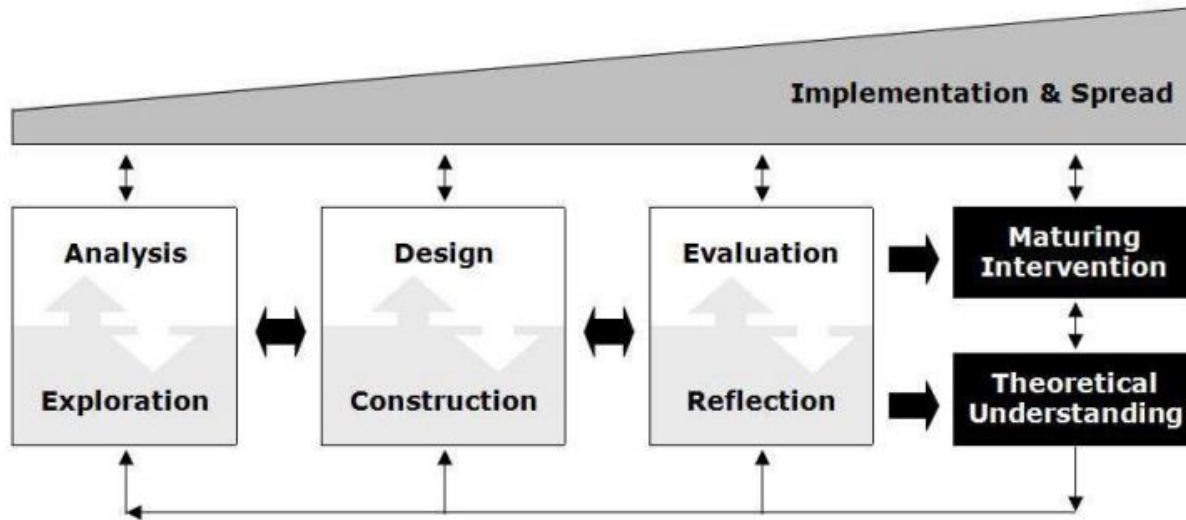 Implementation & Spread
Analysis
Exploration
Design
Construction
Evaluation
Reflection
Maturing
Intervention
Theoretical
Understanding